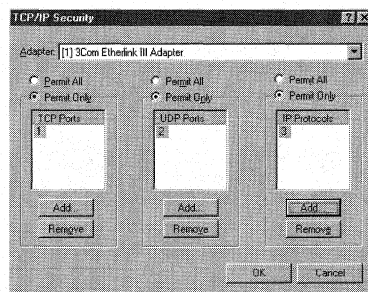 TCP/IP Security
Adapter: [1] 3Com Etherlink III Adapter
Permit All
Permit All
Permit All
Permit Only
Permit Only
Permit Only
TCP Ports
UDP Ports
IP Protocols
1
2
3
Add...
Add...
Add...
Remove
Remove
Remove
OK
Cancel